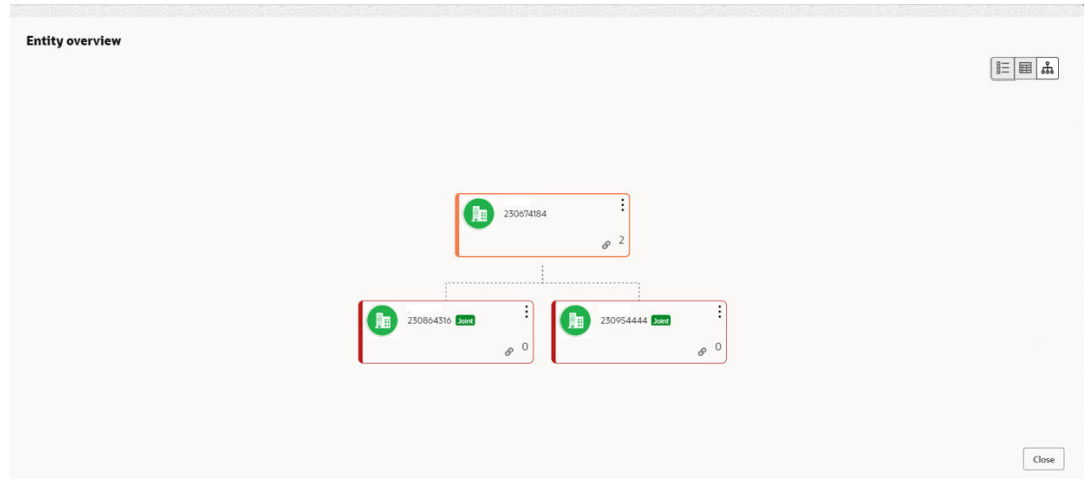 Entity overview
230674184
2
230864316 Joint
0
230954444 Joint
0
Close